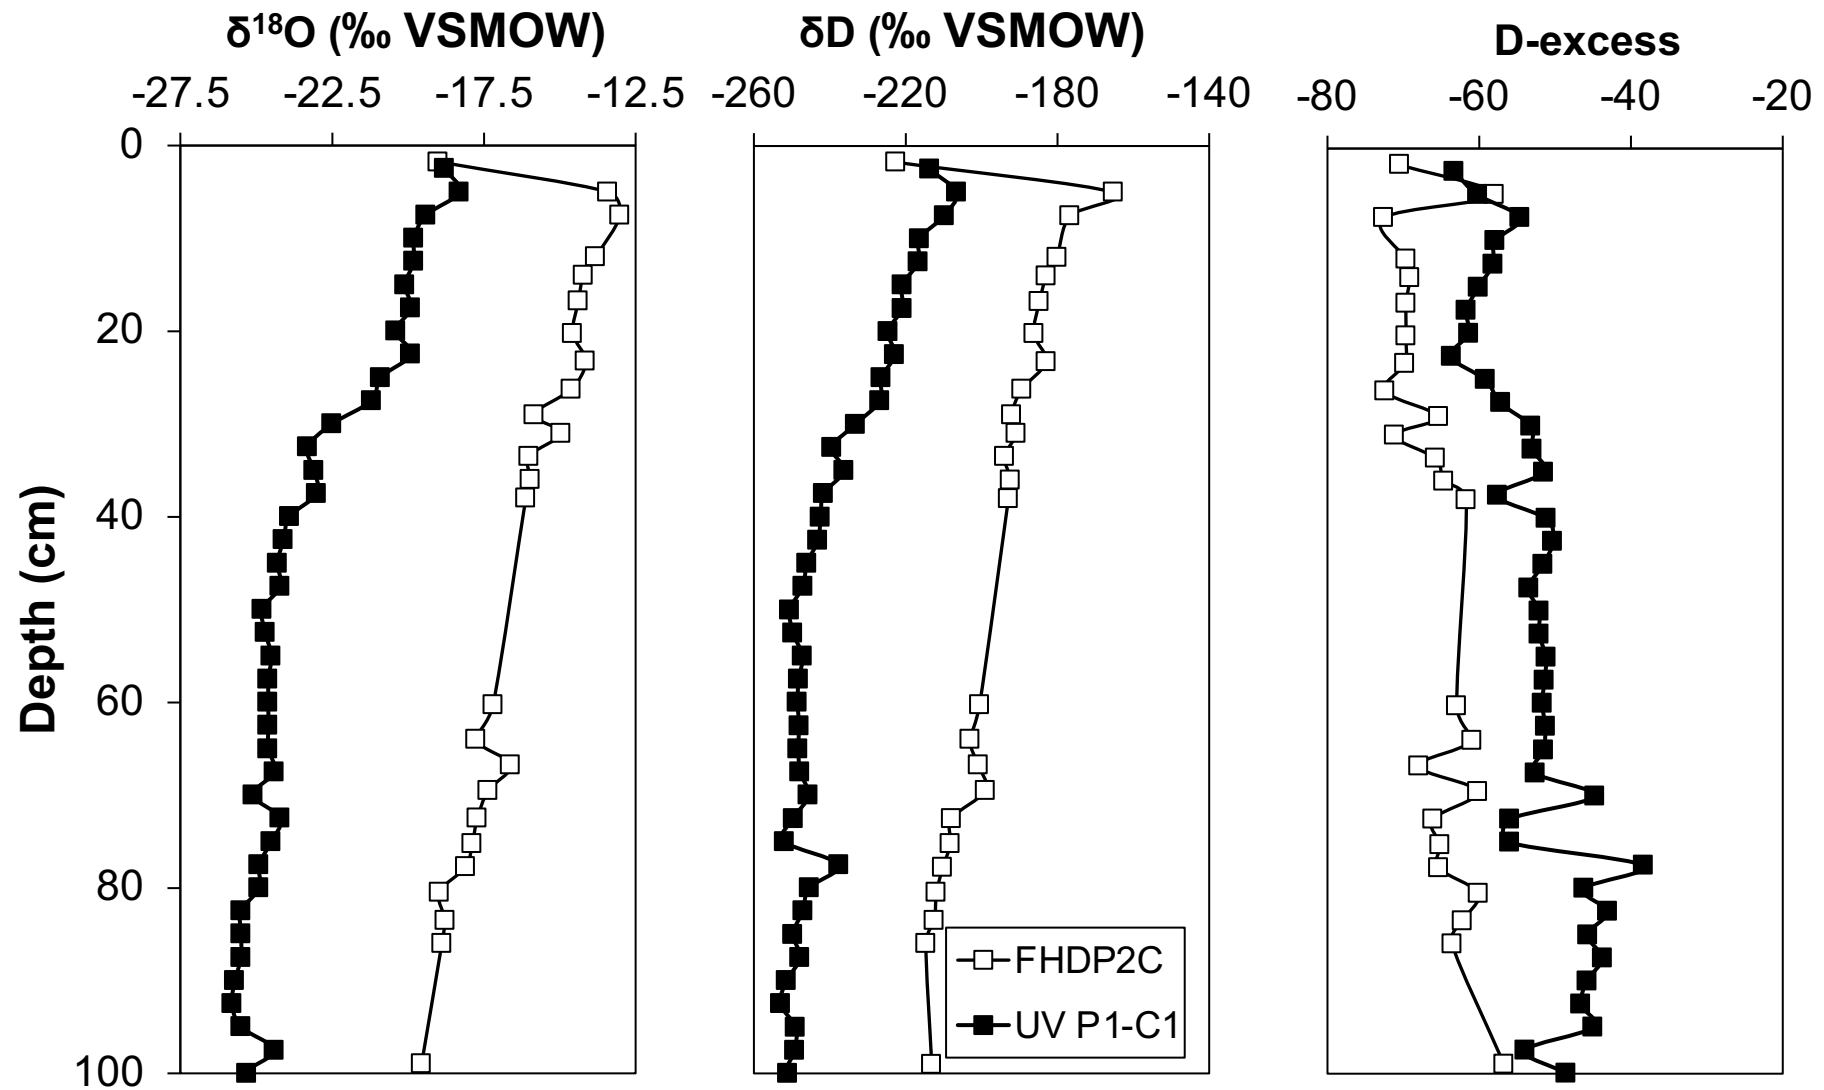 δ¹⁸O (‰ VSMOW) δD (‰ VSMOW) D-excess
-27.5 -22.5 -17.5 -12.5 -260 -220 -180 -140 -80 -60 -40 -20
0
20
40
60
80
100
Depth (cm)
FHDP2C
UV P1-C1